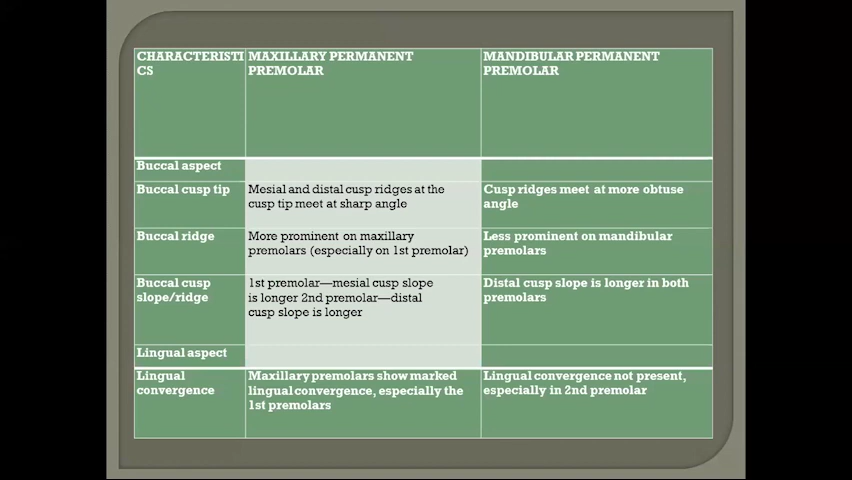 CHARACTERISTI
CS
MAXILLARY PERMANENT
PREMOLAR
MANDIBULAR PERMANENT
PREMOLAR
Buccal aspect
Buccal cusp tip
Mesial and distal cusp ridges at the
cusp tip meet at sharp angle
Cusp ridges meet at more obtuse
angle
Buccal ridge
More prominent on maxillary
premolars (especially on 1st premolar)
Less prominent on mandibular
premolars
Buccal cusp
slope/ridge
1st premolar—mesial cusp slope
is longer 2nd premolar—distal
cusp slope is longer
Distal cusp slope is longer in both
premolars
Lingual aspect
Lingual
convergence
Maxillary premolars show marked
lingual convergence, especially the
1st premolars
Lingual convergence not present,
especially in 2nd premolar